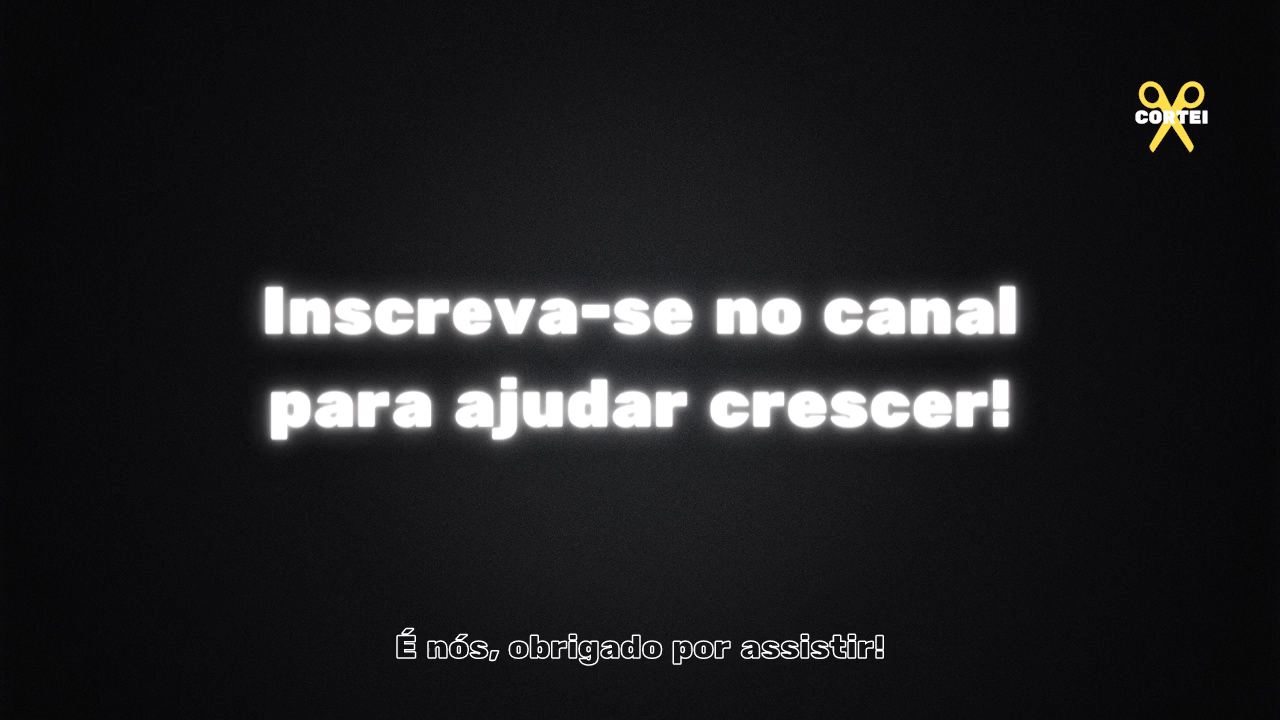 CORTEI
Inscreva-se no canal
para ajudar crescer!
É nós, obrigado por assistir!